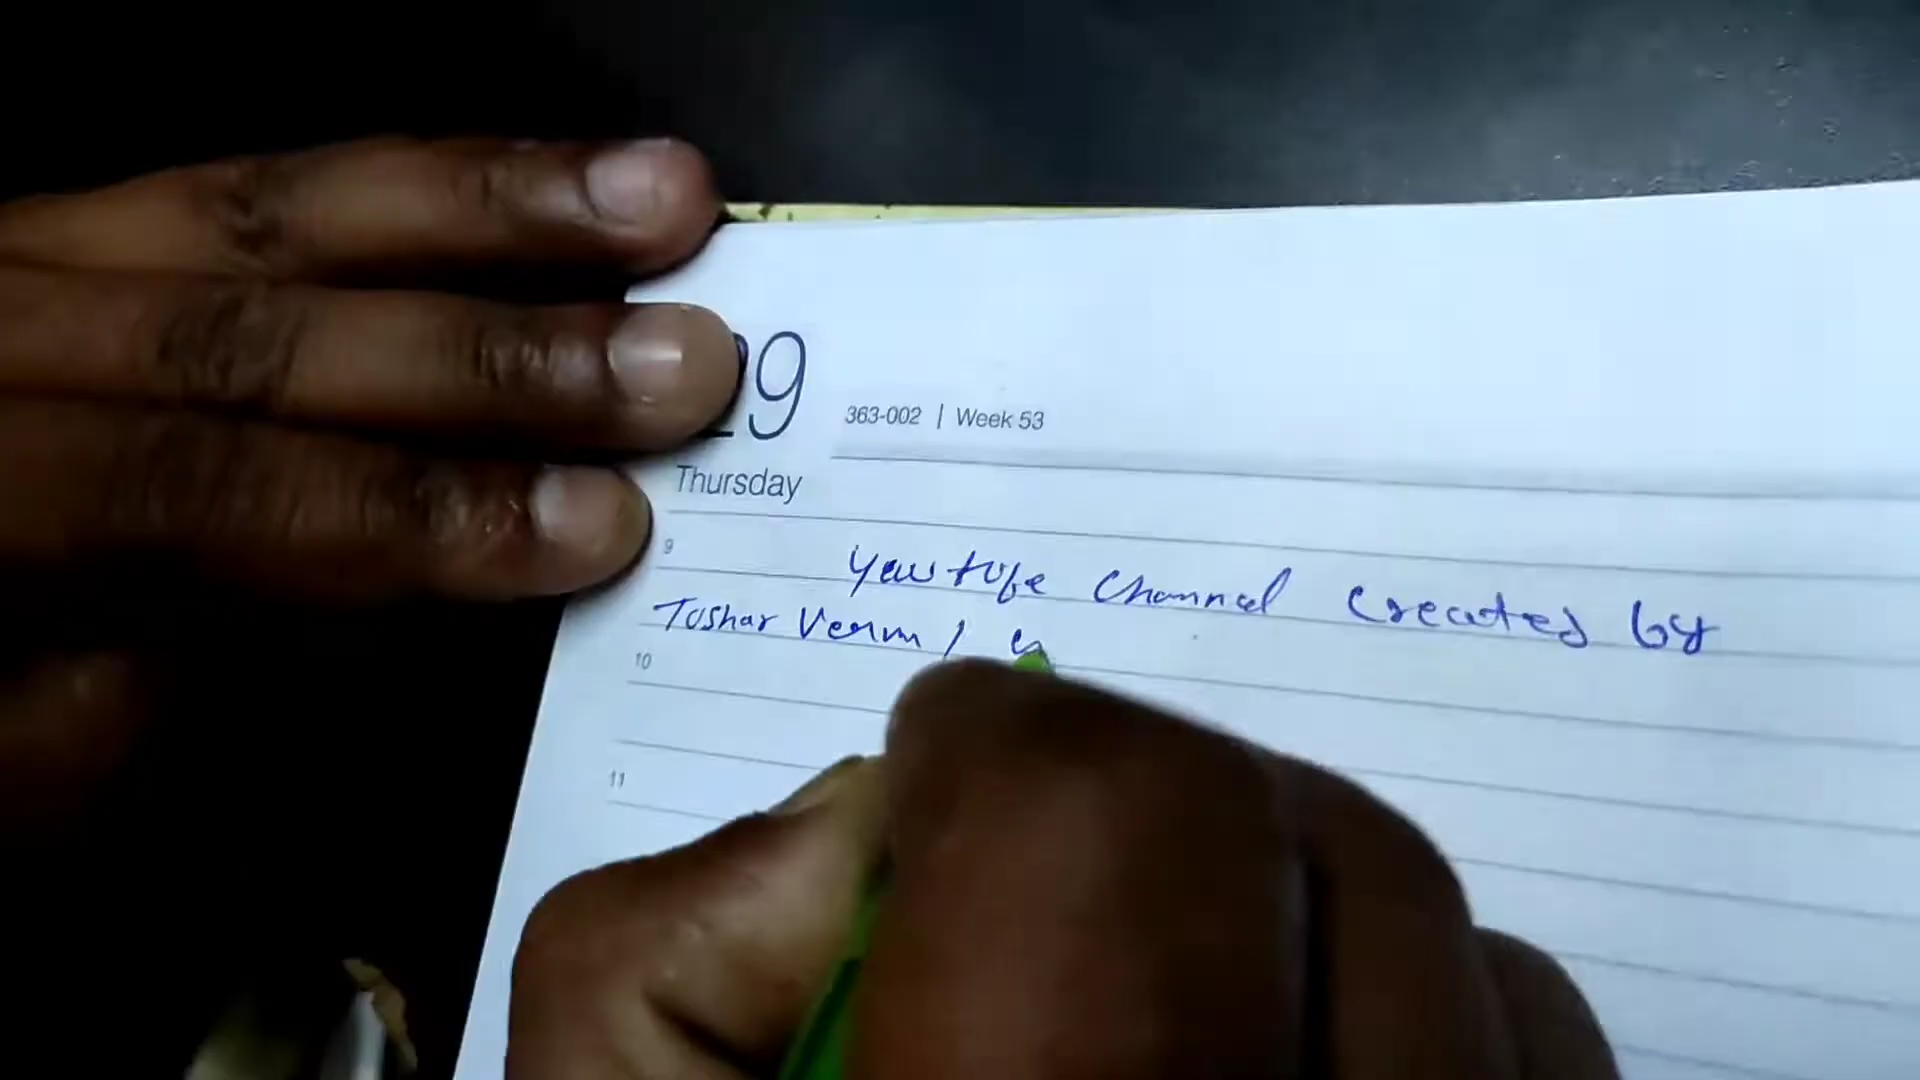 29
363-002 | Week 53
Thursday
9
Youtube Channel Created by
Tushar Verma,
10
11